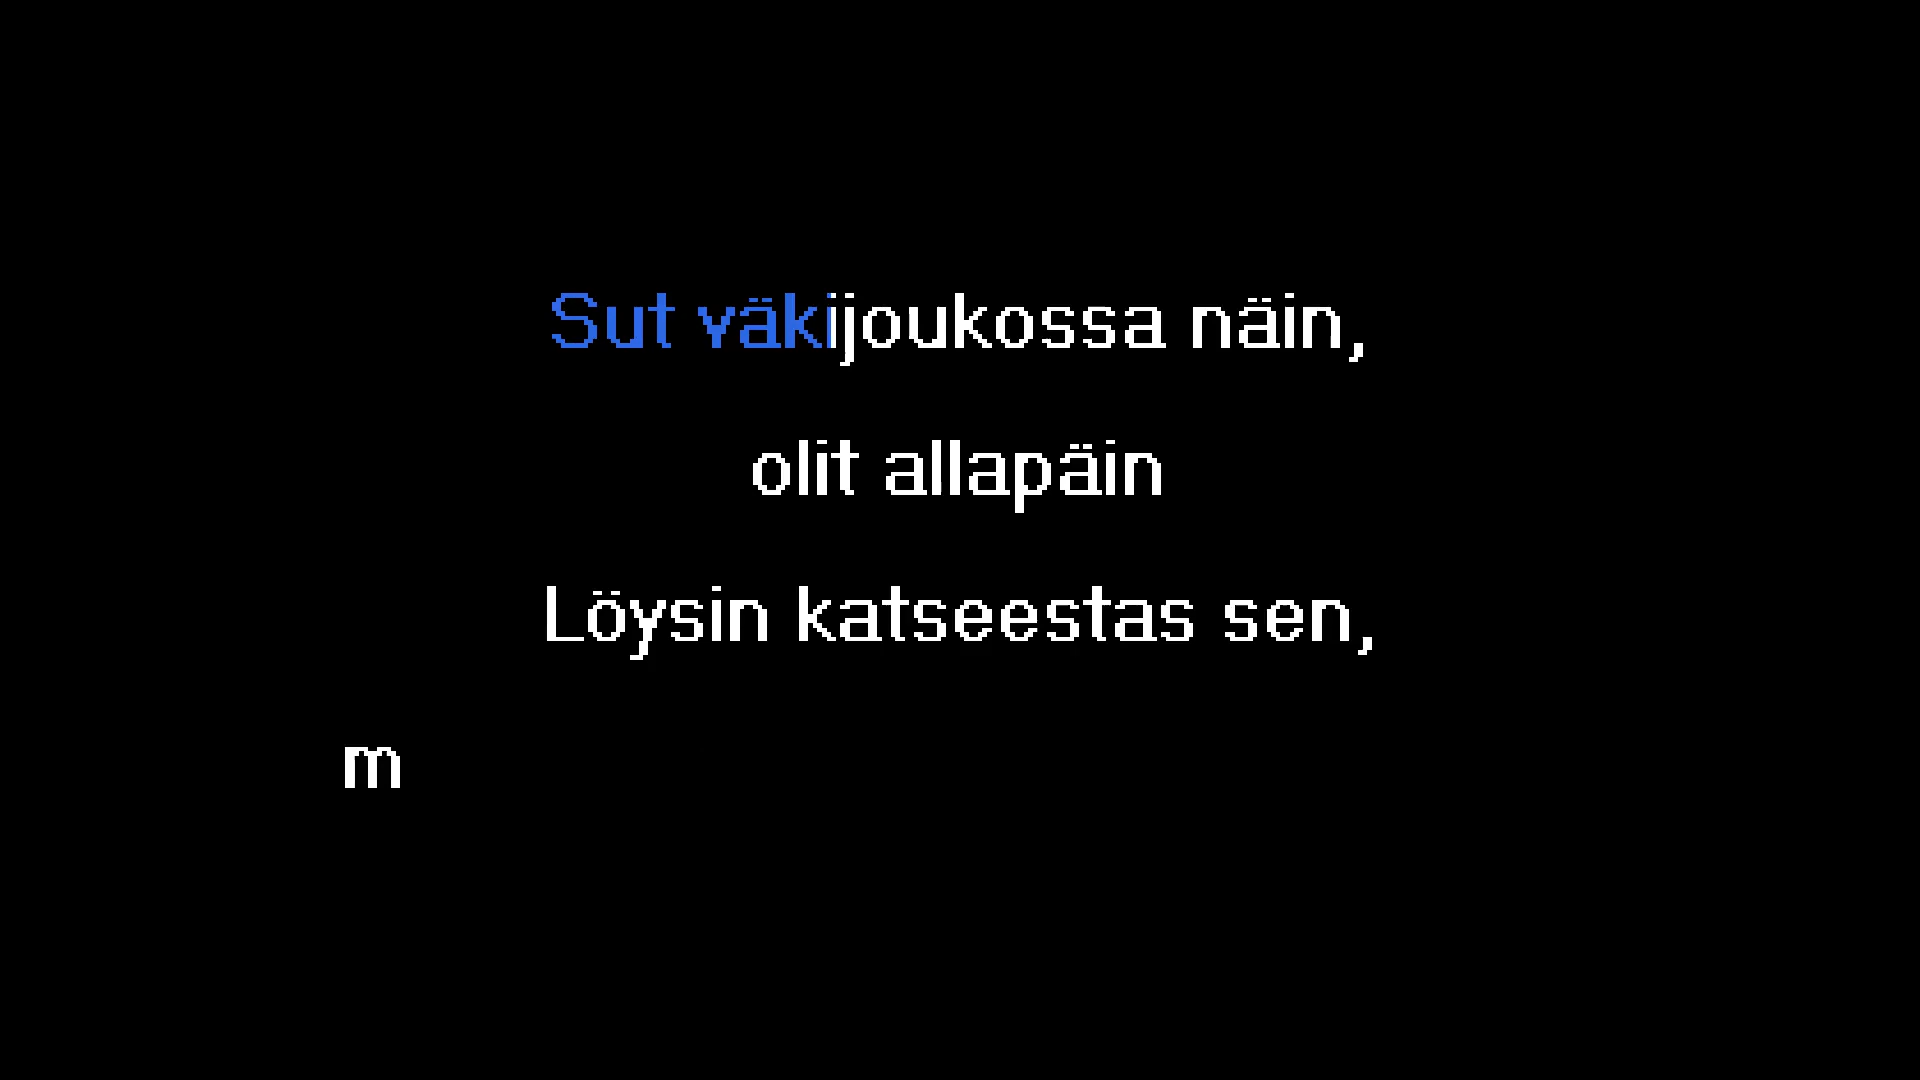 Sut väkijoukossa näin,
olit allapäin
Löysin katseestas sen,
m